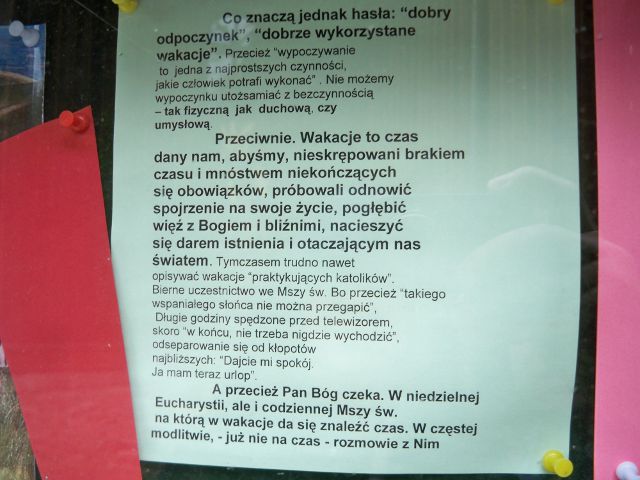 Co znaczą jednak hasła: “dobry
odpoczynek”, “dobrze wykorzystane
wakacje”. Przecież “wypoczywanie
to jedna z najprostszych czynności,
jakie człowiek potrafi wykonać” . Nie możemy
wypoczynku utożsamiać z bezczynnością
– tak fizyczną jak duchową, czy
umysłową.
Przeciwnie. Wakacje to czas
dany nam, abyśmy, nieskrępowani brakiem
czasu i mnóstwem niekończących
się obowiązków, próbowali odnowić
spojrzenie na swoje życie, pogłębić
więź z Bogiem i bliźnimi, nacieszyć
się darem istnienia i otaczającym nas
światem. Tymczasem trudno nawet
opisywać wakacje “praktykujących katolików”.
Bierne uczestnictwo we Mszy św. Bo przecież “takiego
wspaniałego słońca nie można przegapić”,
Długie godziny spędzone przed telewizorem,
skoro “w końcu, nie trzeba nigdzie wychodzić”,
odseparowanie się od kłopotów
najbliższych: “Dajcie mi spokój.
Ja mam teraz urlop”.
A przecież Pan Bóg czeka. W niedzielnej
Eucharystii, ale i codziennej Mszy św.
na którą w wakacje da się znaleźć czas. W częstej
modlitwie, - już nie na czas - rozmowie z Nim